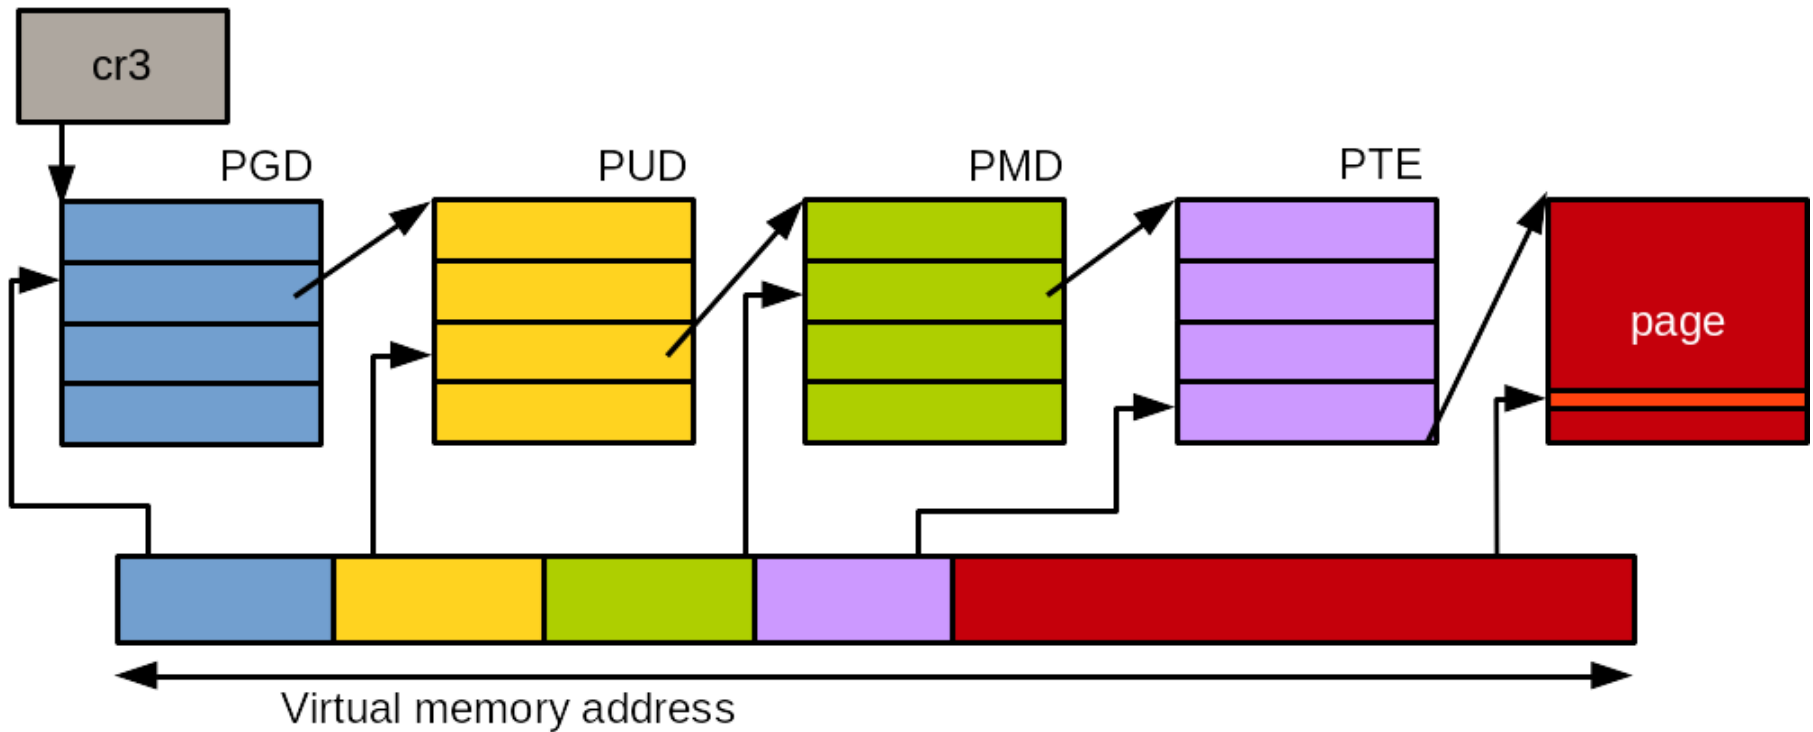 cr3
PGD
PUD
PMD
PTE
page
Virtual memory address